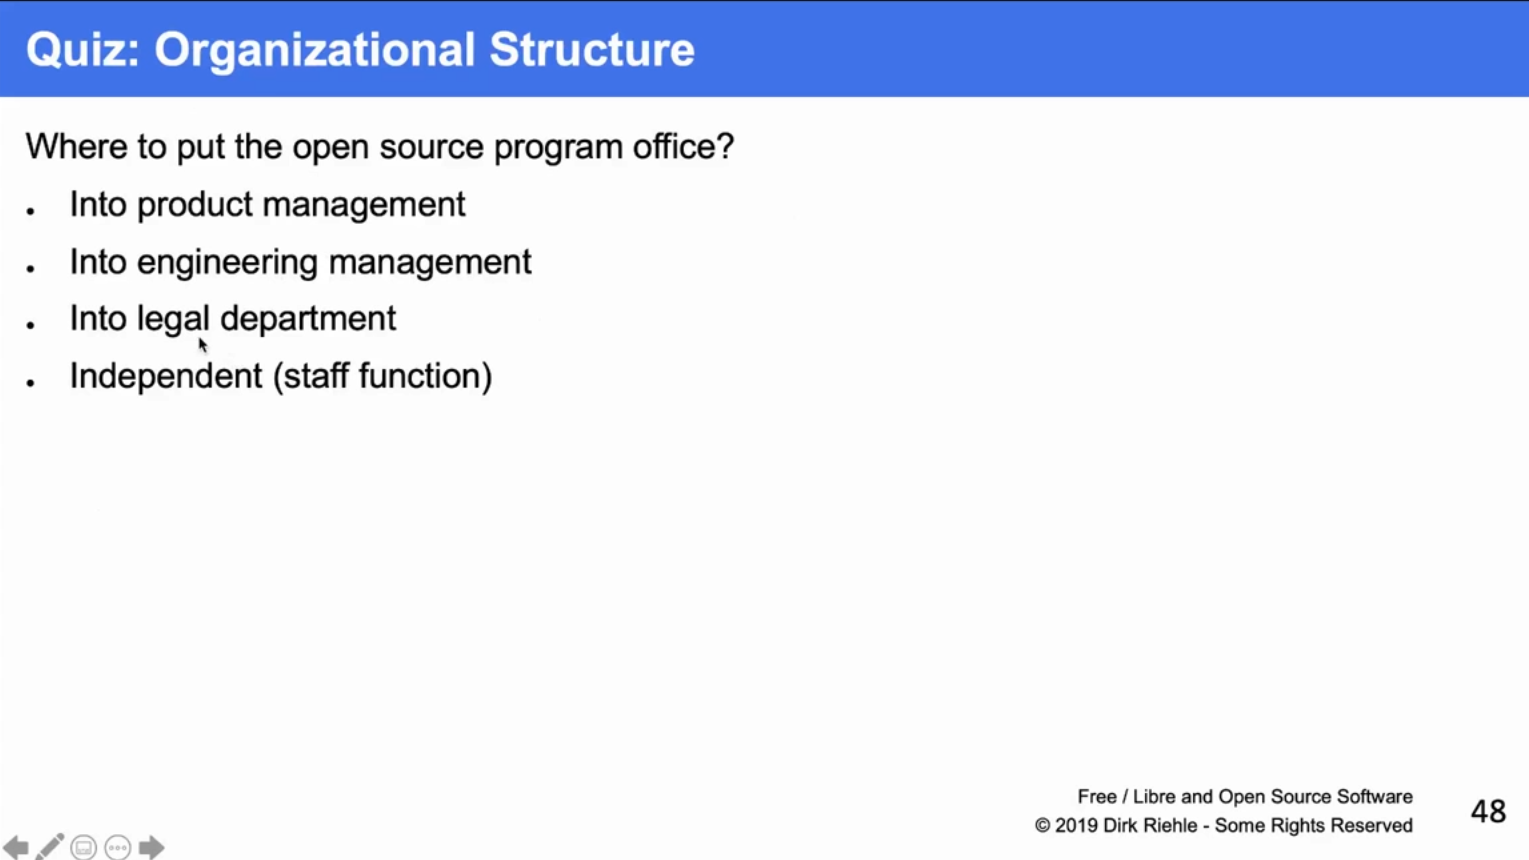 Quiz: Organizational Structure
Where to put the open source program office?
• Into product management
• Into engineering management
• Into legal department
• Independent (staff function)
Free / Libre and Open Source Software
© 2019 Dirk Riehle - Some Rights Reserved
48